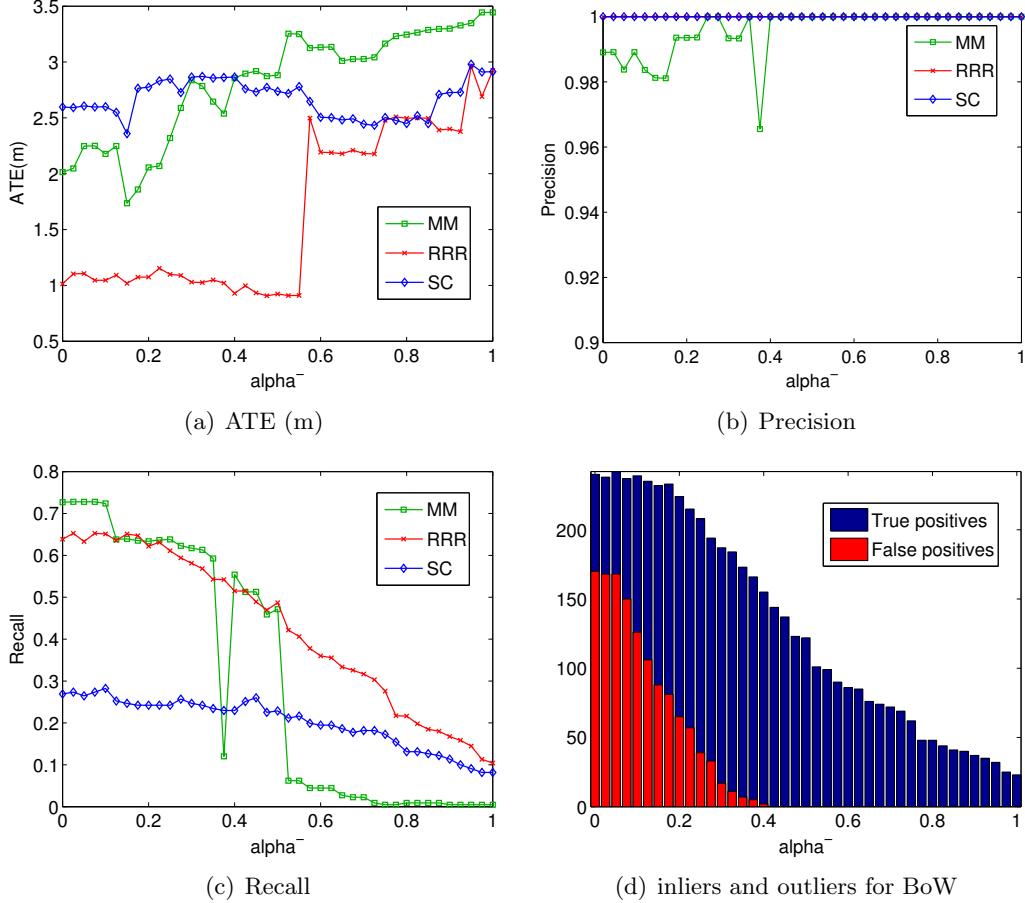 3.5
3
2.5
2
1.5
1
0.5
ATE(m)
MM
RRR
SC
0 0.2 0.4 0.6 0.8 1
alpha⁻
(a) ATE (m)
1
0.98
0.96
0.94
0.92
0.9
Precision
MM
RRR
SC
0 0.2 0.4 0.6 0.8 1
alpha⁻
(b) Precision
0.8
0.7
0.6
0.5
0.4
0.3
0.2
0.1
0
Recall
MM
RRR
SC
0 0.2 0.4 0.6 0.8 1
alpha⁻
(c) Recall
200
150
100
50
0
True positives
False positives
0 0.2 0.4 0.6 0.8 1
alpha⁻
(d) inliers and outliers for BoW